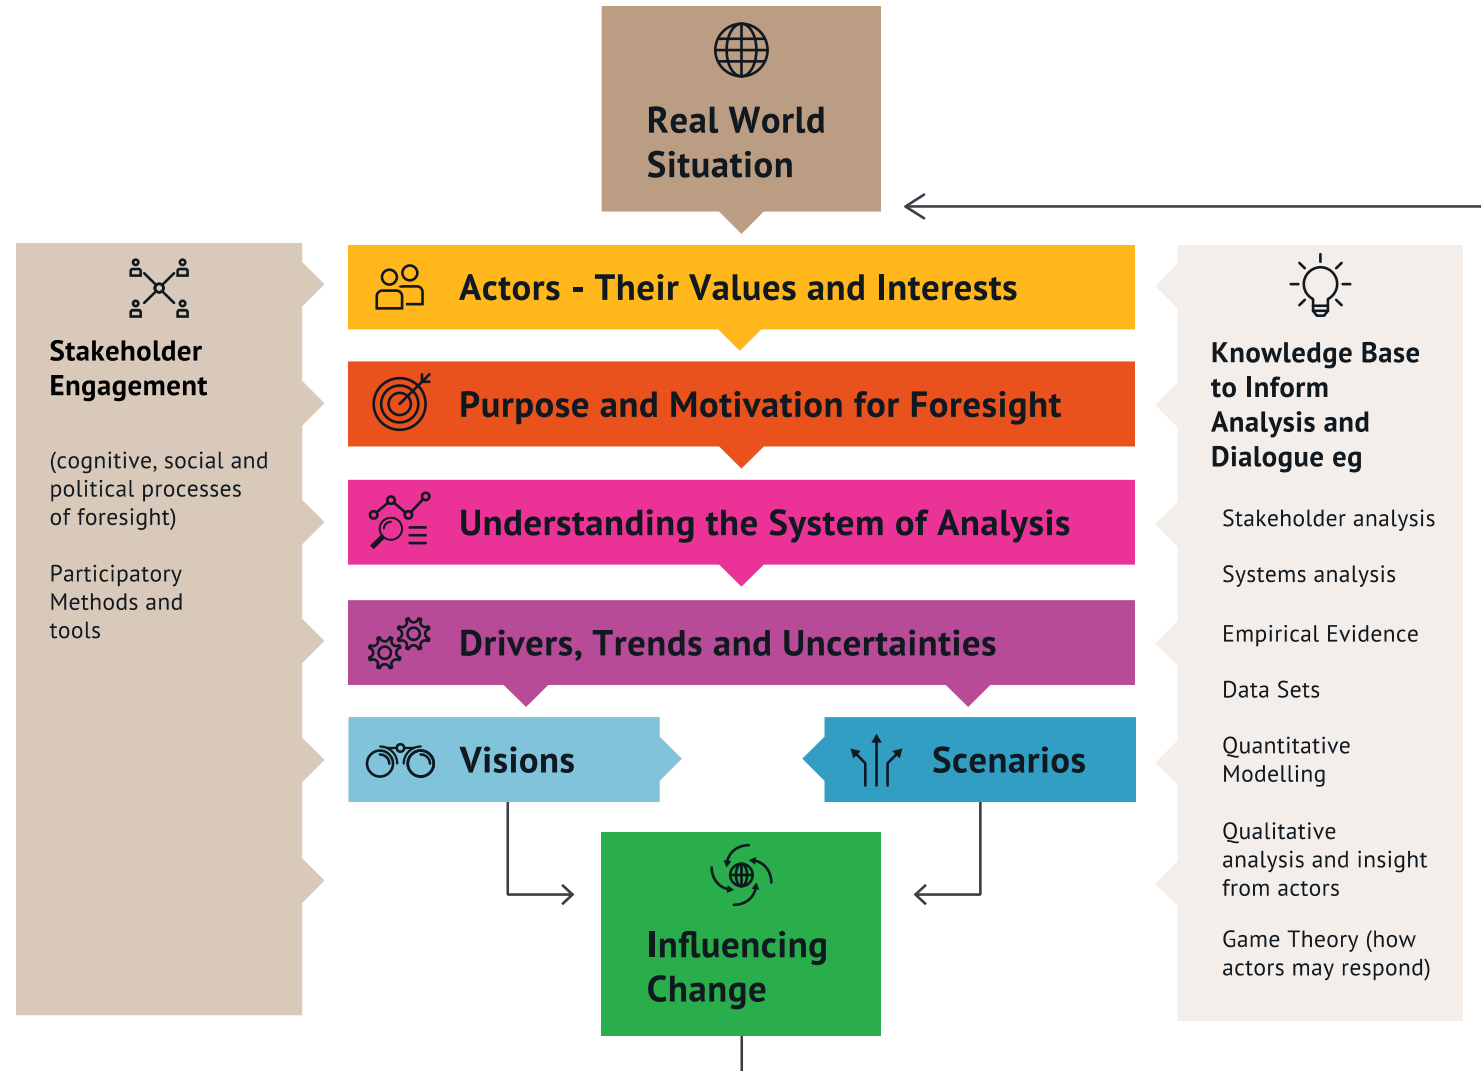 Real World
Situation
Stakeholder
Engagement
(cognitive, social and
political processes
of foresight)
Participatory
Methods and
tools
Actors - Their Values and Interests
Purpose and Motivation for Foresight
Understanding the System of Analysis
Drivers, Trends and Uncertainties
Visions
Scenarios
Influencing
Change
Knowledge Base
to Inform
Analysis and
Dialogue eg
Stakeholder analysis
Systems analysis
Empirical Evidence
Data Sets
Quantitative
Modelling
Qualitative
analysis and insight
from actors
Game Theory (how
actors may respond)